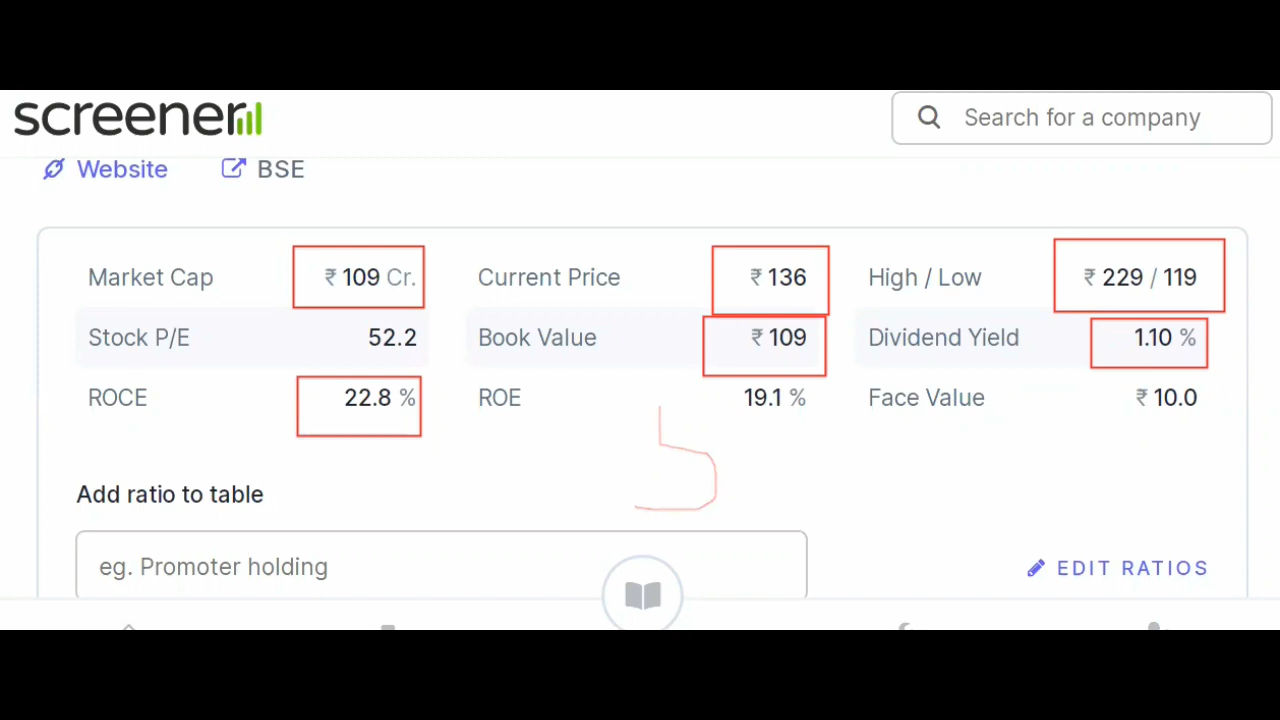 screener
Search for a company
Website BSE
Market Cap ₹ 109 Cr. Current Price ₹ 136 High / Low ₹ 229 / 119
Stock P/E 52.2 Book Value ₹ 109 Dividend Yield 1.10 %
ROCE 22.8 % ROE 19.1 % Face Value ₹ 10.0
Add ratio to table
eg. Promoter holding
EDIT RATIOS